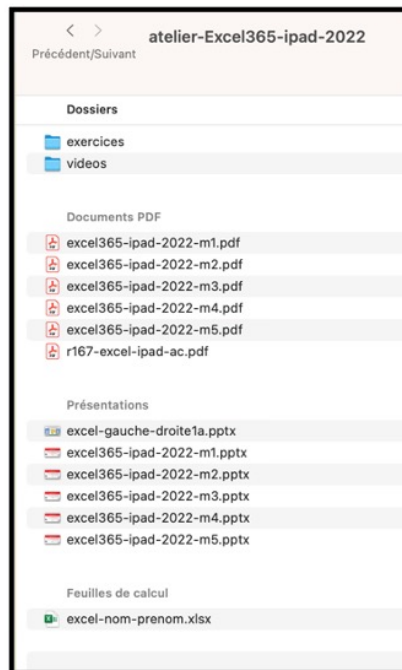 atelier-Excel365-ipad-2022
Précédent/Suivant
Dossiers
exercices
videos
Documents PDF
excel365-ipad-2022-m1.pdf
excel365-ipad-2022-m2.pdf
excel365-ipad-2022-m3.pdf
excel365-ipad-2022-m4.pdf
excel365-ipad-2022-m5.pdf
r167-excel-ipad-ac.pdf
Présentations
excel-gauche-droite1a.pptx
excel365-ipad-2022-m1.pptx
excel365-ipad-2022-m2.pptx
excel365-ipad-2022-m3.pptx
excel365-ipad-2022-m4.pptx
excel365-ipad-2022-m5.pptx
Feuilles de calcul
excel-nom-prenom.xlsx